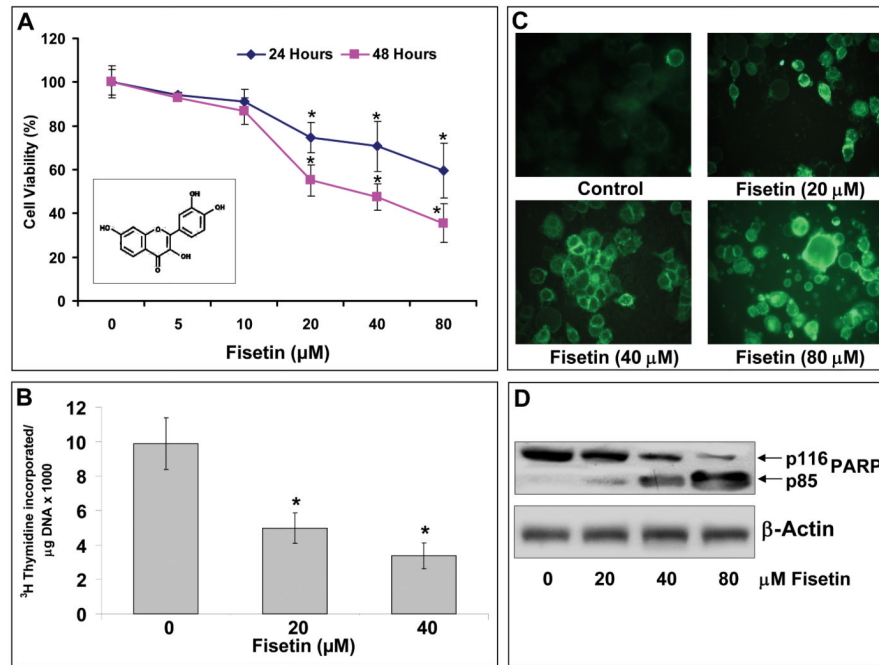 A
120
100
80
60
40
20
0
Cell Viability (%)
24 Hours
48 Hours
*
*
*
*
*
*
OH
OH
HO
O
OH
O
0 5 10 20 40 80
Fisetin (µM)
B
12
10
8
6
4
2
0
³H Thymidine incorporated/
µg DNA x 1000
*
*
0 20 40
Fisetin (µM)
C
Control
Fisetin (20 µM)
Fisetin (40 µM)
Fisetin (80 µM)
D
p116
PARP
p85
β-Actin
0 20 40 80 µM Fisetin